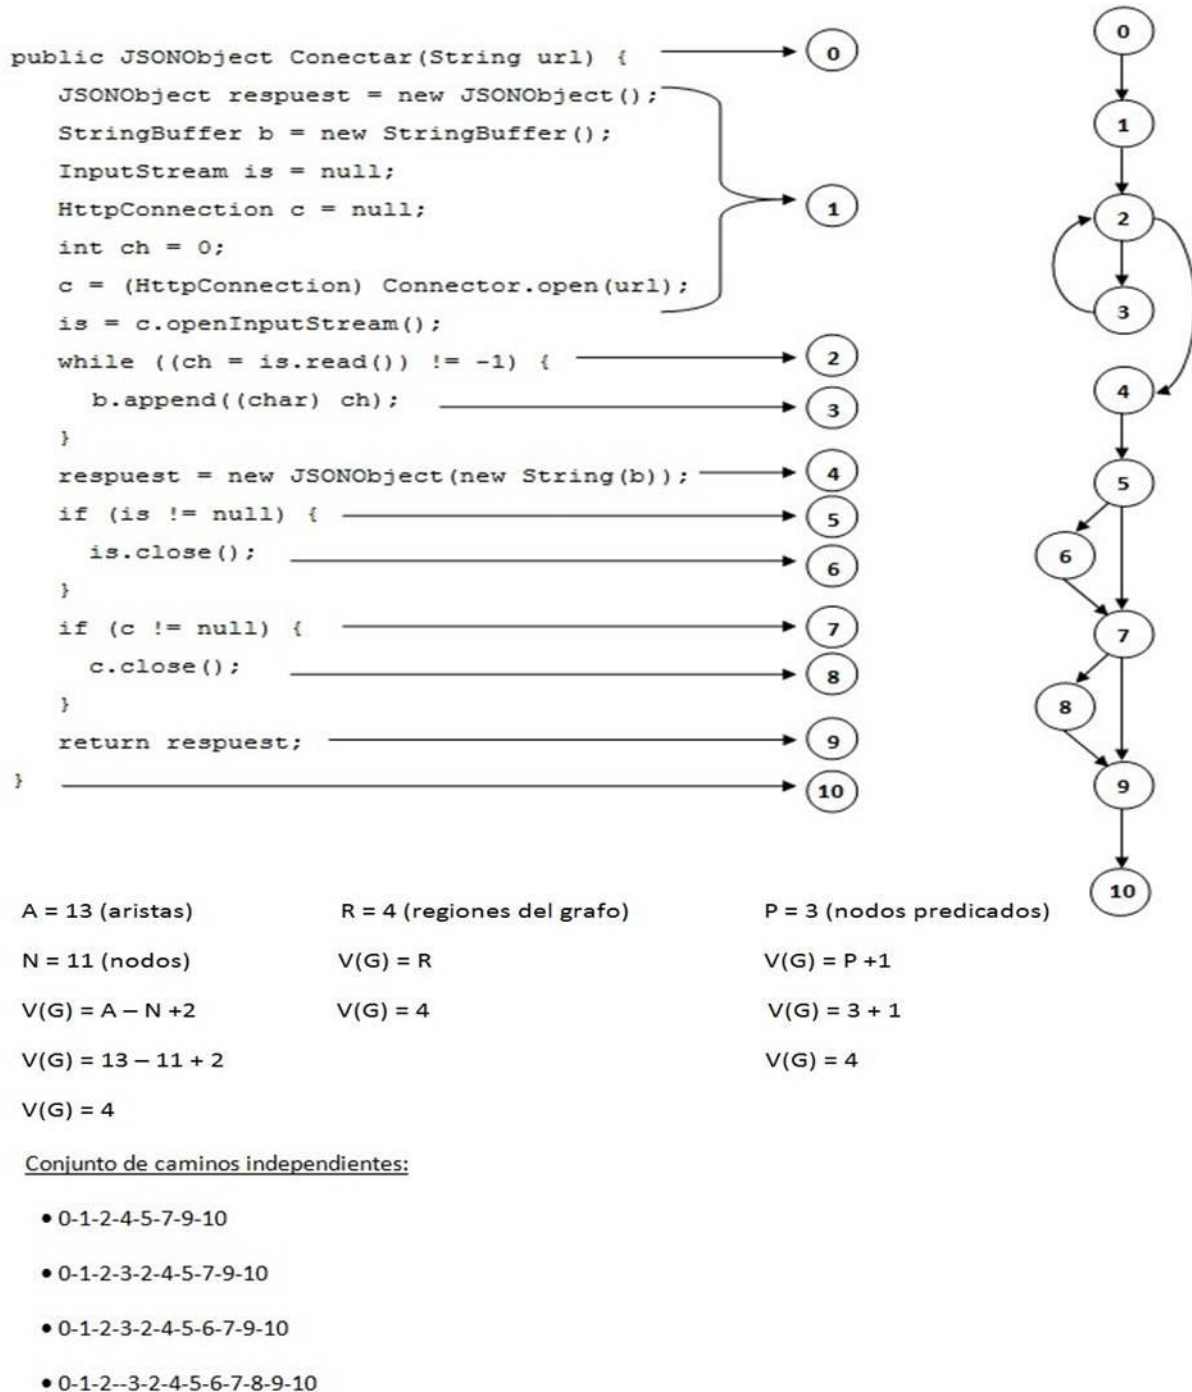 public JSONObject Conectar(String url) { 0
JSONObject respuest = new JSONObject();
StringBuffer b = new StringBuffer();
InputStream is = null;
HttpConnection c = null; 1
int ch = 0;
c = (HttpConnection) Connector.open(url);
is = c.openInputStream();
while ((ch = is.read()) != -1) { 2
b.append((char) ch); 3
}
respuest = new JSONObject(new String(b)); 4
if (is != null) { 5
is.close(); 6
}
if (c != null) { 7
c.close(); 8
}
return respuest; 9
} 10
0
1
2
3
4
5
6
7
8
9
10
A = 13 (aristas)
N = 11 (nodos)
V(G) = A – N +2
V(G) = 13 – 11 + 2
V(G) = 4
R = 4 (regiones del grafo)
V(G) = R
V(G) = 4
P = 3 (nodos predicados)
V(G) = P +1
V(G) = 3 + 1
V(G) = 4
Conjunto de caminos independientes:
• 0-1-2-4-5-7-9-10
• 0-1-2-3-2-4-5-7-9-10
• 0-1-2-3-2-4-5-6-7-9-10
• 0-1-2--3-2-4-5-6-7-8-9-10